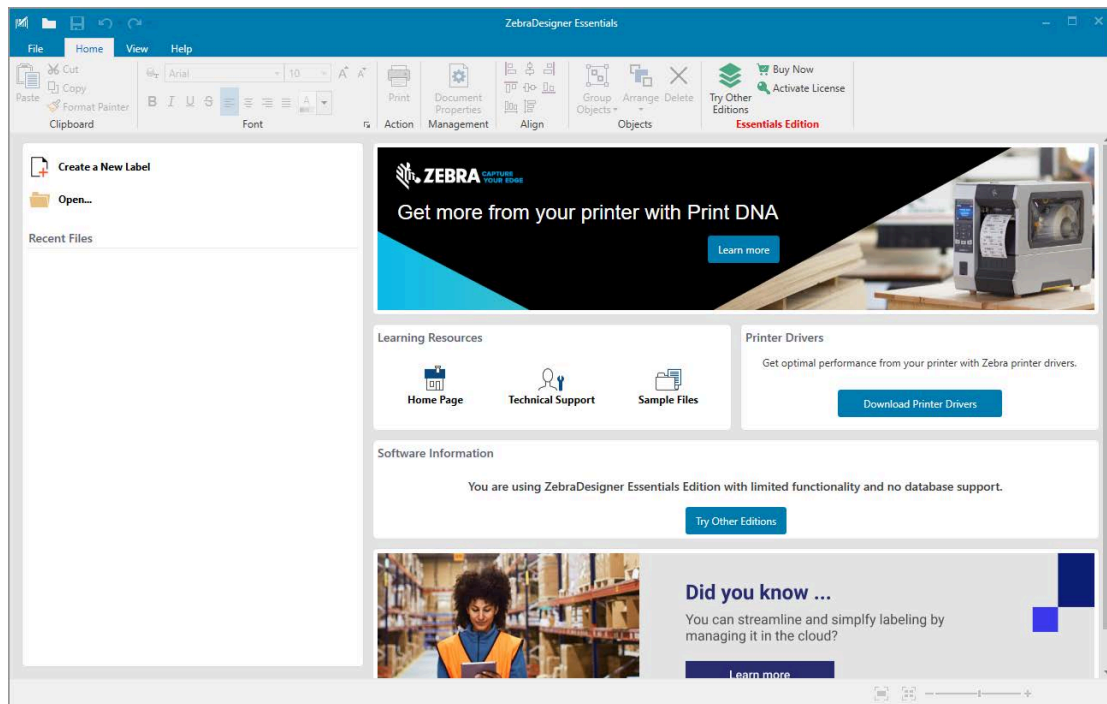 ZebraDesigner Essentials
File Home View Help
Paste
Cut
Copy
Format Painter
Clipboard
Arial 10
B I U S
Font
Print
Action
Document
Properties
Management
Align
Group
Objects
Arrange
Delete
Objects
Try Other
Editions
Buy Now
Activate License
Essentials Edition
Create a New Label
Open...
Recent Files
ZEBRA CAPTURE
YOUR EDGE
Get more from your printer with Print DNA
Learn more
Learning Resources
Home Page Technical Support Sample Files
Printer Drivers
Get optimal performance from your printer with Zebra printer drivers.
Download Printer Drivers
Software Information
You are using ZebraDesigner Essentials Edition with limited functionality and no database support.
Try Other Editions
Did you know ...
You can streamline and simplfy labeling by
managing it in the cloud?
Learn more